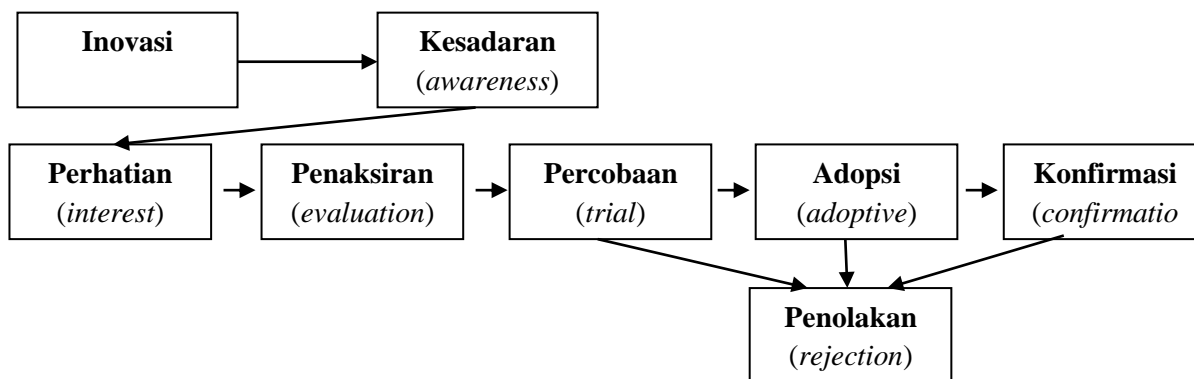 Inovasi
Kesadaran
(awareness)
Perhatian
(interest)
Penaksiran
(evaluation)
Percobaan
(trial)
Adopsi
(adoptive)
Konfirmasi
(confirmatio
Penolakan
(rejection)